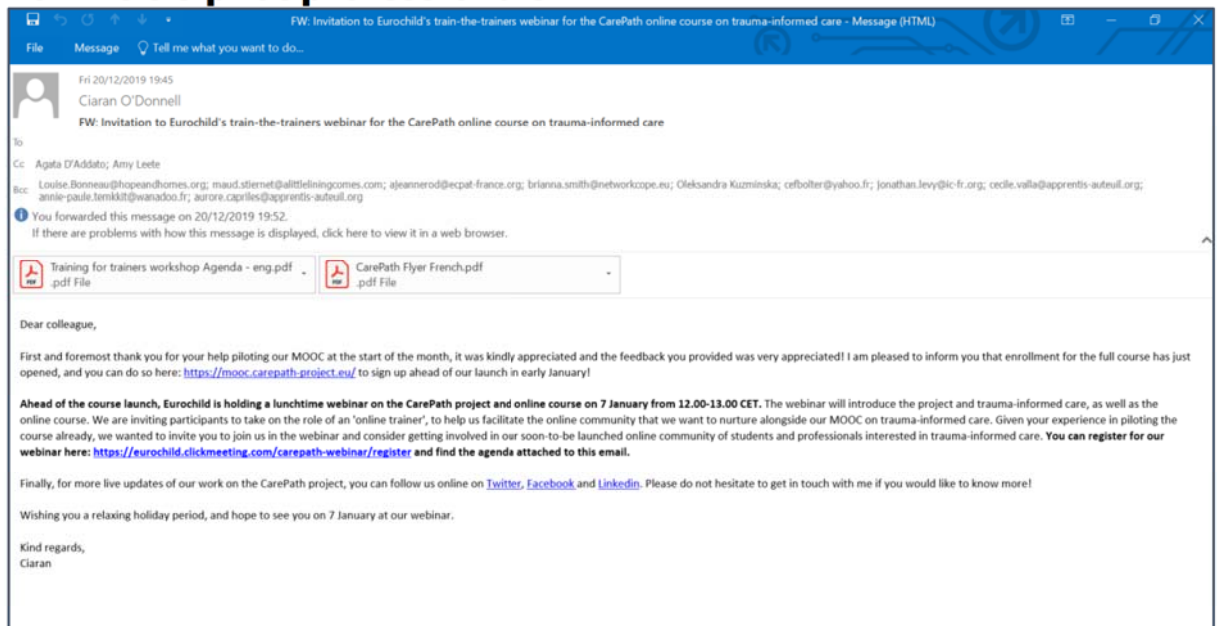 FW: Invitation to Eurochild's train-the-trainers webinar for the CarePath online course on trauma-informed care - Message (HTML)
File Message Tell me what you want to do...
Fri 20/12/2019 19:45
Ciaran O'Donnell
FW: Invitation to Eurochild's train-the-trainers webinar for the CarePath online course on trauma-informed care
To
Cc Agata D'Addato; Amy Leete
Bcc Louise.Bonneau@hopeandhomes.org; maud.stiernet@alittleliningcomes.com; ajeannerod@ecpat-france.org; brianna.smith@networkcope.eu; Oleksandra Kuzminska; cefbolter@yahoo.fr; jonathan.levy@ic-fr.org; cecile.valla@apprentis-auteuil.org;
annie-paule.temkkit@wanadoo.fr; aurore.capriles@apprentis-auteuil.org
You forwarded this message on 20/12/2019 19:52.
If there are problems with how this message is displayed, click here to view it in a web browser.
Training for trainers workshop Agenda - eng.pdf CarePath Flyer French.pdf
PDF .pdf File PDF .pdf File
Dear colleague,
First and foremost thank you for your help piloting our MOOC at the start of the month, it was kindly appreciated and the feedback you provided was very appreciated! I am pleased to inform you that enrollment for the full course has just
opened, and you can do so here: https://mooc.carepath-project.eu/ to sign up ahead of our launch in early January!
Ahead of the course launch, Eurochild is holding a lunchtime webinar on the CarePath project and online course on 7 January from 12.00-13.00 CET. The webinar will introduce the project and trauma-informed care, as well as the
online course. We are inviting participants to take on the role of an 'online trainer', to help us facilitate the online community that we want to nurture alongside our MOOC on trauma-informed care. Given your experience in piloting the
course already, we wanted to invite you to join us in the webinar and consider getting involved in our soon-to-be launched online community of students and professionals interested in trauma-informed care. You can register for our
webinar here: https://eurochild.clickmeeting.com/carepath-webinar/register and find the agenda attached to this email.
Finally, for more live updates of our work on the CarePath project, you can follow us online on Twitter, Facebook and Linkedin. Please do not hesitate to get in touch with me if you would like to know more!
Wishing you a relaxing holiday period, and hope to see you on 7 January at our webinar.
Kind regards,
Ciaran